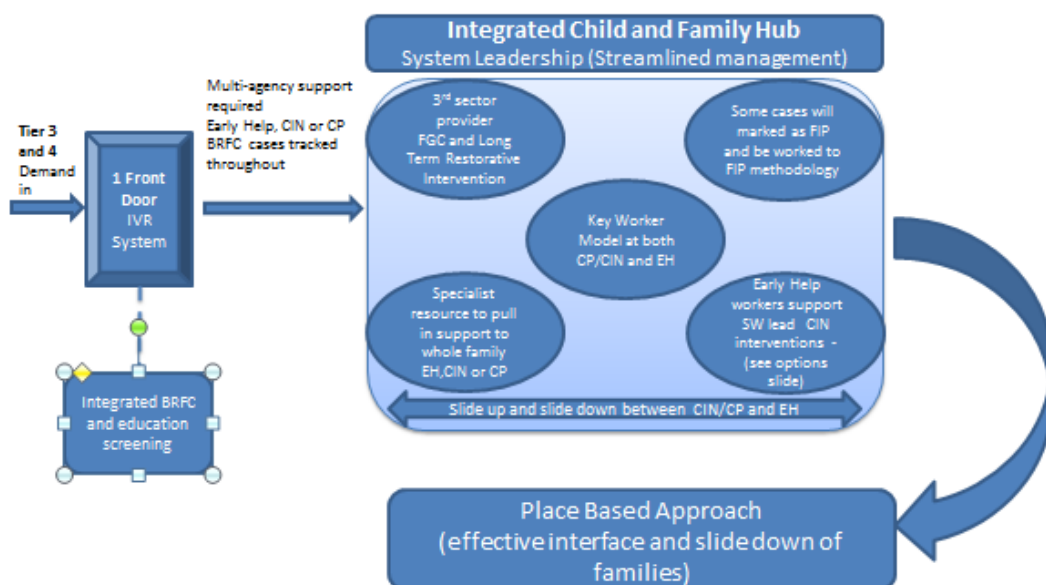 Integrated Child and Family Hub
System Leadership (Streamlined management)
Tier 3
and 4
Demand
in
1 Front
Door
IVR
System
Integrated BRFC
and education
screening
Multi-agency support
required
Early Help, CIN or CP
BRFC cases tracked
throughout
3rd sector
provider
FGC and Long
Term Restorative
Intervention
Some cases will
marked as FIP
and be worked to
FIP methodology
Key Worker
Model at both
CP/CIN and EH
Specialist
resource to pull
in support to
whole family
EH,CIN or CP
Early Help
workers support
SW lead CIN
interventions -
(see options
slide)
Slide up and slide down between CIN/CP and EH
Place Based Approach
(effective interface and slide down of
families)